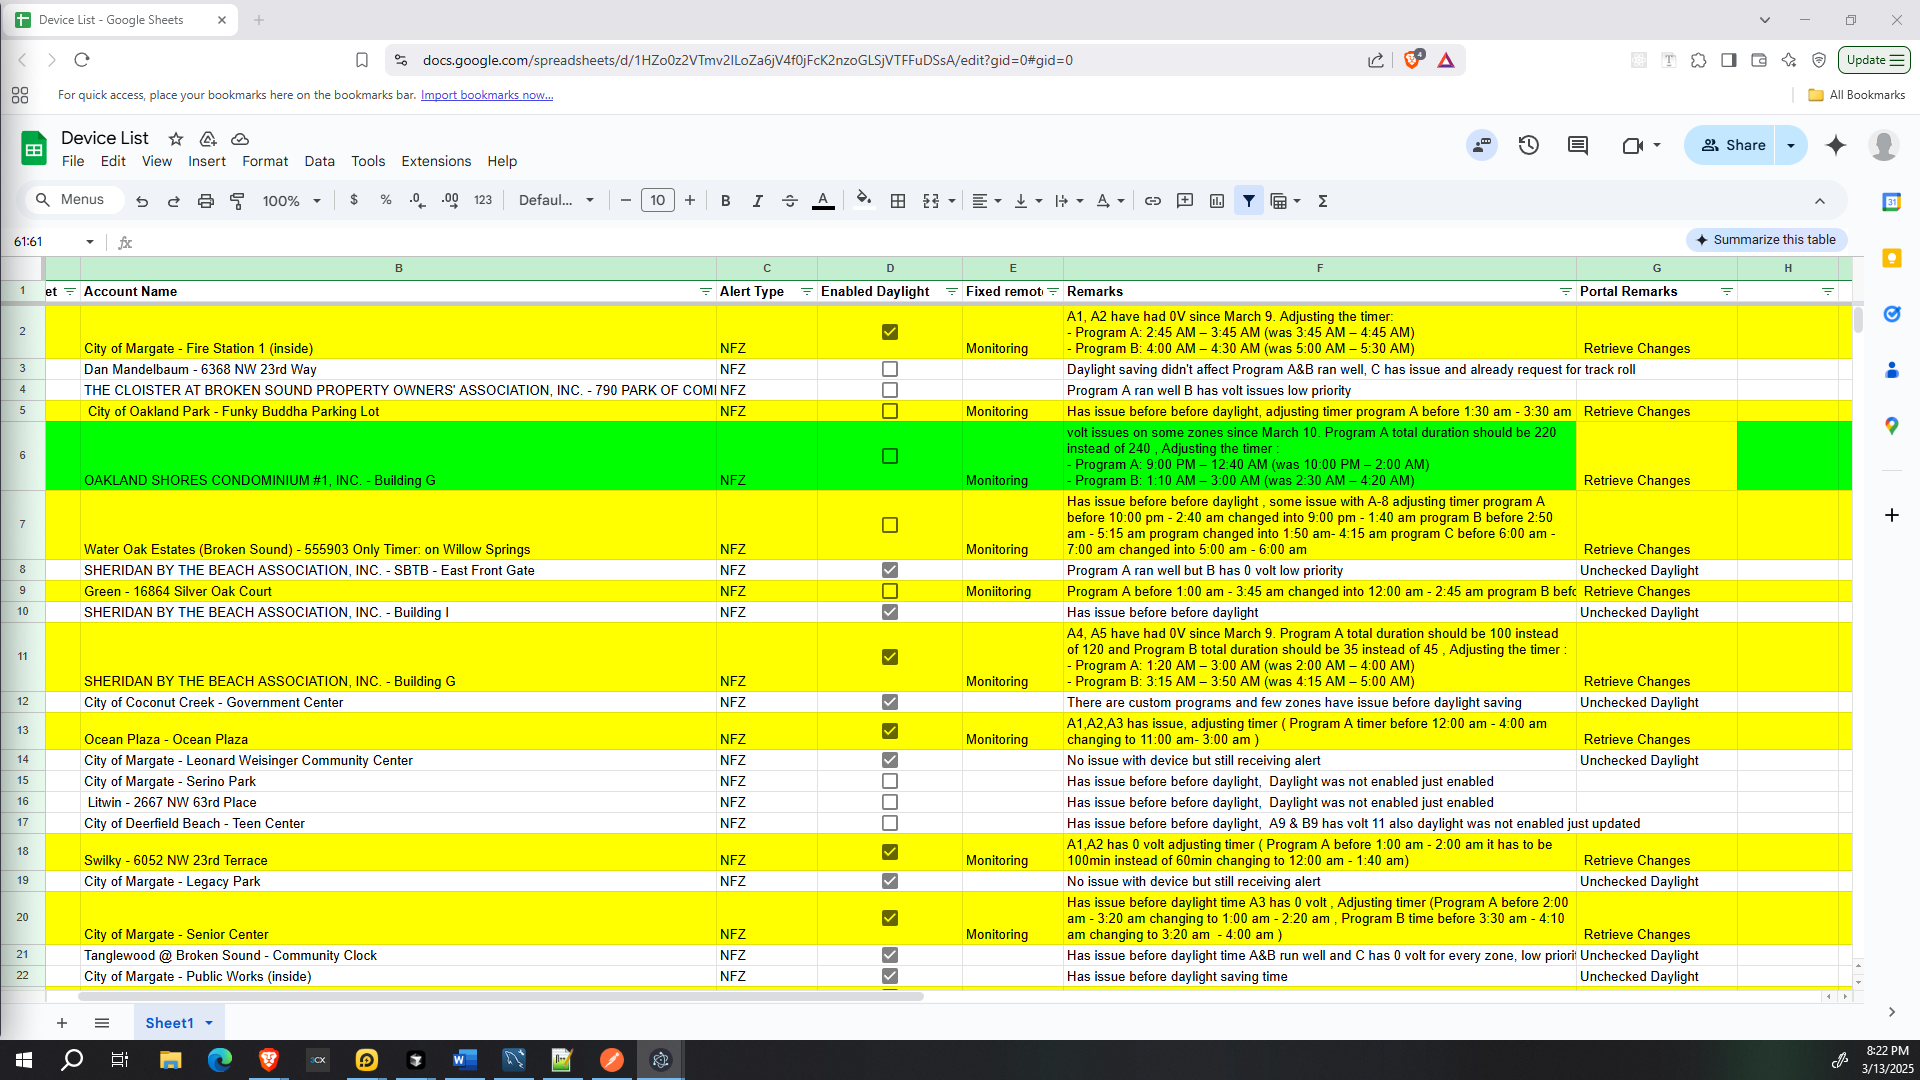 Device List - Google Sheets
docs.google.com/spreadsheets/d/1HZo0z2VTmv2ILoZa6jV4f0jFcK2nzoGLSjVTFFuDSsA/edit?gid=0#gid=0
4
Update
For quick access, place your bookmarks here on the bookmarks bar. Import bookmarks now...
All Bookmarks
Device List
File Edit View Insert Format Data Tools Extensions Help
Share
Menus
100%
$ % .0 .00 123
Defaul...
10
B I A
61:61
fx
Summarize this table
31
B C D E F G H
1 et Account Name Alert Type Enabled Daylight Fixed remot Remarks Portal Remarks
A1, A2 have had 0V since March 9. Adjusting the timer:
- Program A: 2:45 AM – 3:45 AM (was 3:45 AM – 4:45 AM)
- Program B: 4:00 AM – 4:30 AM (was 5:00 AM – 5:30 AM)
2 City of Margate - Fire Station 1 (inside) NFZ Monitoring Retrieve Changes
3 Dan Mandelbaum - 6368 NW 23rd Way NFZ Daylight saving didn't affect Program A&B ran well, C has issue and already request for track roll
4 THE CLOISTER AT BROKEN SOUND PROPERTY OWNERS' ASSOCIATION, INC. - 790 PARK OF COM NFZ Program A ran well B has volt issues low priority
5 City of Oakland Park - Funky Buddha Parking Lot NFZ Monitoring Has issue before before daylight, adjusting timer program A before 1:30 am - 3:30 am Retrieve Changes
volt issues on some zones since March 10. Program A total duration should be 220
instead of 240 , Adjusting the timer :
- Program A: 9:00 PM – 12:40 AM (was 10:00 PM – 2:00 AM)
- Program B: 1:10 AM – 3:00 AM (was 2:30 AM – 4:20 AM)
6 OAKLAND SHORES CONDOMINIUM #1, INC. - Building G NFZ Monitoring Retrieve Changes
Has issue before before daylight , some issue with A-8 adjusting timer program A
before 10:00 pm - 2:40 am changed into 9:00 pm - 1:40 am program B before 2:50
am - 5:15 am program changed into 1:50 am- 4:15 am program C before 6:00 am -
7:00 am changed into 5:00 am - 6:00 am
7 Water Oak Estates (Broken Sound) - 555903 Only Timer: on Willow Springs NFZ Monitoring Retrieve Changes
8 SHERIDAN BY THE BEACH ASSOCIATION, INC. - SBTB - East Front Gate NFZ Program A ran well but B has 0 volt low priority Unchecked Daylight
9 Green - 16864 Silver Oak Court NFZ Moniitoring Program A before 1:00 am - 3:45 am changed into 12:00 am - 2:45 am program B befo Retrieve Changes
10 SHERIDAN BY THE BEACH ASSOCIATION, INC. - Building I NFZ Has issue before before daylight Unchecked Daylight
A4, A5 have had 0V since March 9. Program A total duration should be 100 instead
of 120 and Program B total duration should be 35 instead of 45 , Adjusting the timer :
- Program A: 1:20 AM – 3:00 AM (was 2:00 AM – 4:00 AM)
- Program B: 3:15 AM – 3:50 AM (was 4:15 AM – 5:00 AM)
11 SHERIDAN BY THE BEACH ASSOCIATION, INC. - Building G NFZ Monitoring Retrieve Changes
12 City of Coconut Creek - Government Center NFZ There are custom programs and few zones have issue before daylight saving Unchecked Daylight
A1,A2,A3 has issue, adjusting timer ( Program A timer before 12:00 am - 4:00 am
changing to 11:00 am- 3:00 am )
13 Ocean Plaza - Ocean Plaza NFZ Monitoring Retrieve Changes
14 City of Margate - Leonard Weisinger Community Center NFZ No issue with device but still receiving alert Unchecked Daylight
15 City of Margate - Serino Park NFZ Has issue before before daylight,  Daylight was not enabled just enabled
16 Litwin - 2667 NW 63rd Place NFZ Has issue before before daylight,  Daylight was not enabled just enabled
17 City of Deerfield Beach - Teen Center NFZ Has issue before before daylight,  A9 & B9 has volt 11 also daylight was not enabled just updated
A1,A2 has 0 volt adjusting timer ( Program A before 1:00 am - 2:00 am it has to be
100min instead of 60min changing to 12:00 am - 1:40 am)
18 Swilky - 6052 NW 23rd Terrace NFZ Monitoring Retrieve Changes
19 City of Margate - Legacy Park NFZ No issue with device but still receiving alert Unchecked Daylight
Has issue before daylight time A3 has 0 volt , Adjusting timer (Program A before 2:00
am - 3:20 am changing to 1:00 am - 2:20 am , Program B time before 3:30 am - 4:10
am changing to 3:20 am  - 4:00 am )
20 City of Margate - Senior Center NFZ Monitoring Retrieve Changes
21 Tanglewood @ Broken Sound - Community Clock NFZ Has issue before daylight time A&B run well and C has 0 volt for every zone, low priorit Unchecked Daylight
22 City of Margate - Public Works (inside) NFZ Has issue before daylight saving time Unchecked Daylight
Sheet1
8:22 PM
3/13/2025